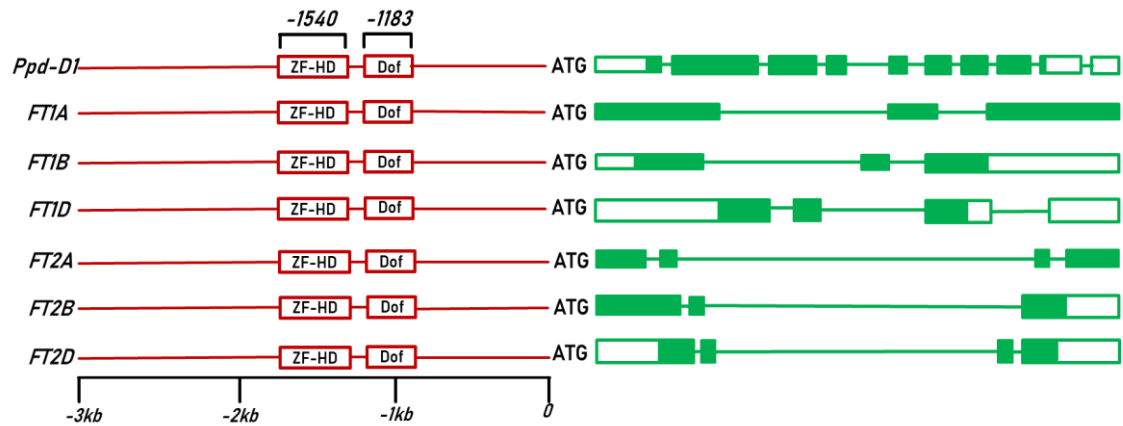 -1540 -1183
Ppd-D1 ZF-HD Dof ATG
FT1A ZF-HD Dof ATG
FT1B ZF-HD Dof ATG
FT1D ZF-HD Dof ATG
FT2A ZF-HD Dof ATG
FT2B ZF-HD Dof ATG
FT2D ZF-HD Dof ATG
-3kb -2kb -1kb 0